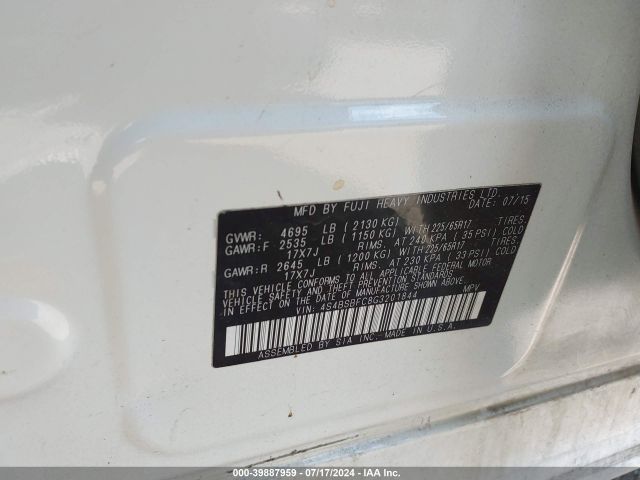 MFD BY FUJI HEAVY INDUSTRIES LTD.
DATE: 07/15
GVWR: 4695 LB ( 2130 KG)
GAWR:F 2535 LB ( 1150 KG) WITH 225/65R17 TIRES,
17X7J RIMS, AT 240 KPA ( 35 PSI) COLD
GAWR:R 2645 LB ( 1200 KG) WITH 225/65R17 TIRES,
17X7J RIMS, AT 230 KPA ( 33 PSI) COLD
THIS VEHICLE CONFORMS TO ALL APPLICABLE FEDERAL MOTOR
VEHICLE SAFETY AND THEFT PREVENTION STANDARDS
IN EFFECT ON THE DATE OF MANUFACTURE SHOWN ABOVE.
VIN: 4S4BSBFC8G3201844 MPV
ASSEMBLED BY SIA INC. MADE IN U.S.A.
000-39887959 - 07/17/2024 - IAA Inc.